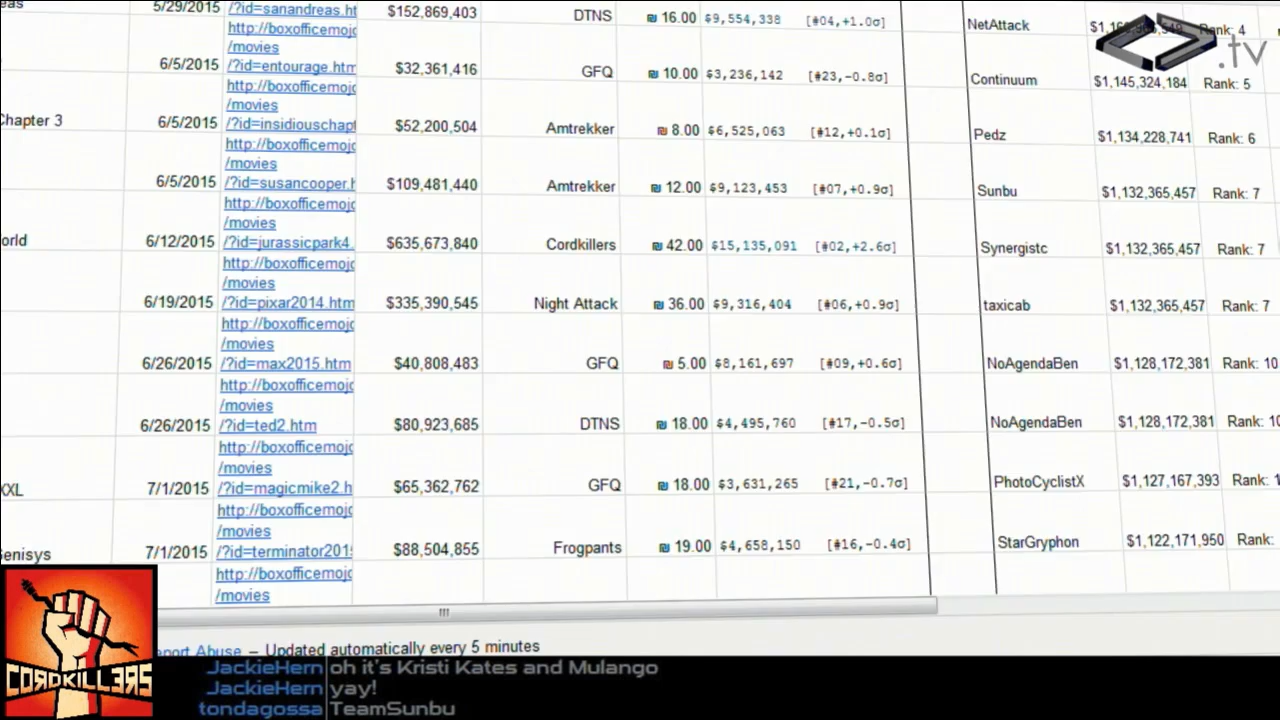 5/29/2015 /?id=sanandreas.ht $152,869,403 DTNS ₪ 16.00 $9,554,338 [#04,+1.0σ] NetAttack Rank: 4
http://boxofficemojo
/movies
6/5/2015 /?id=entourage.htm $32,361,416 GFQ ₪ 10.00 $3,236,142 [#23,-0.8σ] Continuum $1,145,324,184 Rank: 5
http://boxofficemojo
/movies
Chapter 3 6/5/2015 /?id=insidiouschapt $52,200,504 Amtrekker ₪ 8.00 $6,525,063 [#12,+0.1σ] Pedz $1,134,228,741 Rank: 6
http://boxofficemojo
/movies
6/5/2015 /?id=susancooper.h $109,481,440 Amtrekker ₪ 12.00 $9,123,453 [#07,+0.9σ] Sunbu $1,132,365,457 Rank: 7
http://boxofficemojo
/movies
orld 6/12/2015 /?id=jurassicpark4. $635,673,840 Cordkillers ₪ 42.00 $15,135,091 [#02,+2.6σ] Synergistc $1,132,365,457 Rank: 7
http://boxofficemojo
/movies
6/19/2015 /?id=pixar2014.htm $335,390,545 Night Attack ₪ 36.00 $9,316,404 [#06,+0.9σ] taxicab $1,132,365,457 Rank: 7
http://boxofficemojo
/movies
6/26/2015 /?id=max2015.htm $40,808,483 GFQ ₪ 5.00 $8,161,697 [#09,+0.6σ] NoAgendaBen $1,128,172,381 Rank: 10
http://boxofficemojo
/movies
6/26/2015 /?id=ted2.htm $80,923,685 DTNS ₪ 18.00 $4,495,760 [#17,-0.5σ] NoAgendaBen $1,128,172,381 Rank: 10
http://boxofficemojo
/movies
XXL 7/1/2015 /?id=magicmike2.h $65,362,762 GFQ ₪ 18.00 $3,631,265 [#21,-0.7σ] PhotoCyclistX $1,127,167,393 Rank: 1
http://boxofficemojo
/movies
Genisys 7/1/2015 /?id=terminator201 $88,504,855 Frogpants ₪ 19.00 $4,658,150 [#16,-0.4σ] StarGryphon $1,122,171,950 Rank:
http://boxofficemojo
/movies
eport Abuse – Updated automatically every 5 minutes
JackieHern oh it's Kristi Kates and Mulango
JackieHern yay!
tondagossa TeamSunbu
CORDKILL3RS
.tv